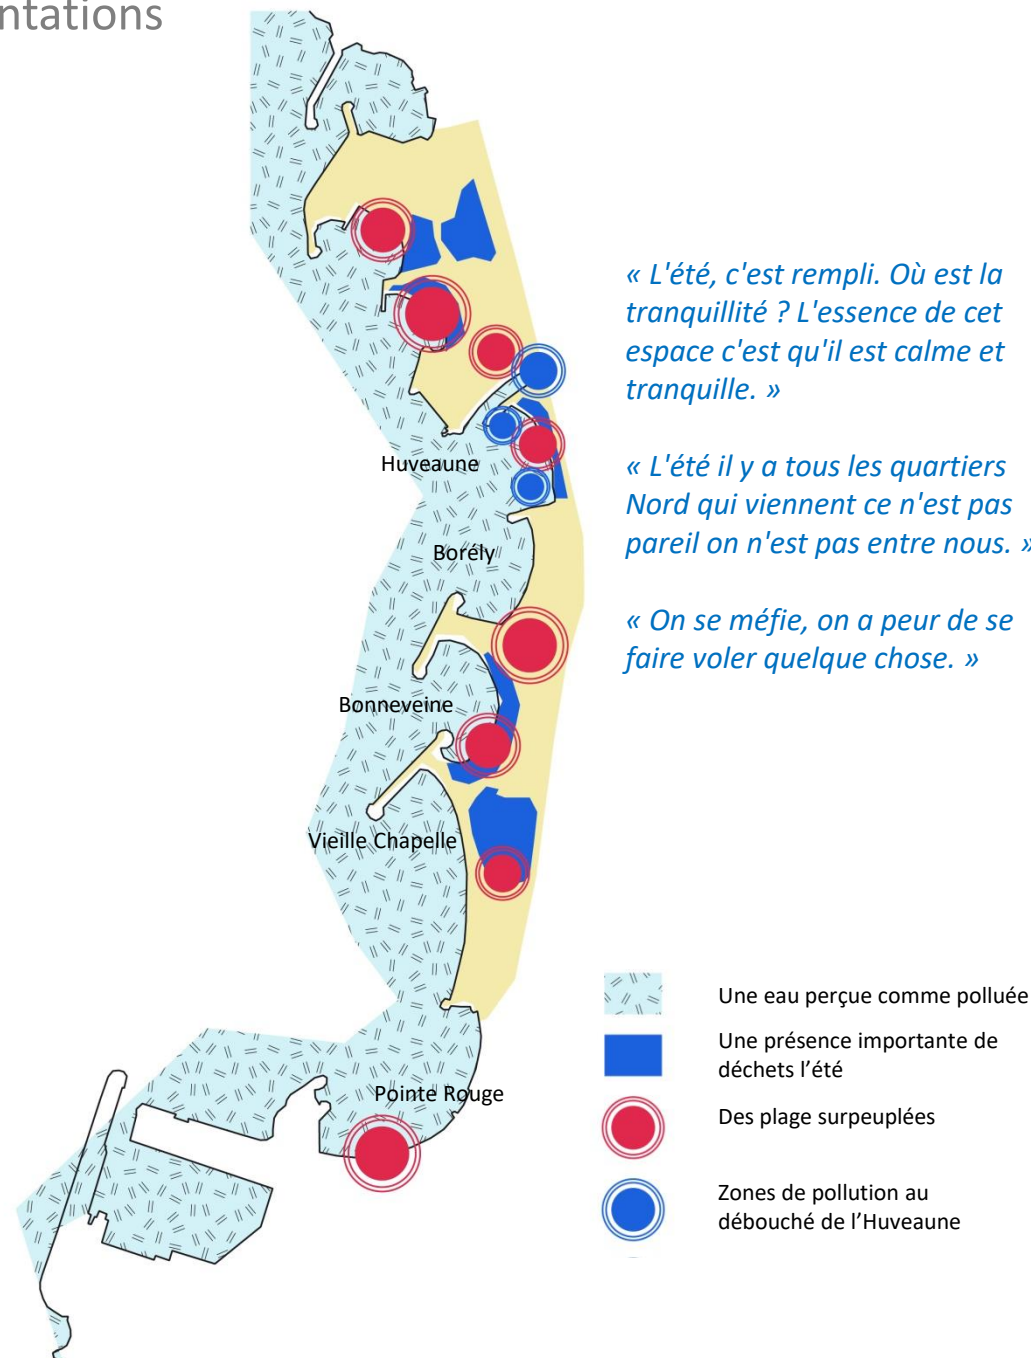 ntations
« L'été, c'est rempli. Où est la
tranquillité ? L'essence de cet
espace c'est qu'il est calme et
tranquille. »
« L'été il y a tous les quartiers
Nord qui viennent ce n'est pas
pareil on n'est pas entre nous. »
« On se méfie, on a peur de se
faire voler quelque chose. »
Huveaune
Borély
Bonneveine
Vieille Chapelle
Pointe Rouge
Une eau perçue comme polluée
Une présence importante de
déchets l’été
Des plage surpeuplées
Zones de pollution au
débouché de l’Huveaune